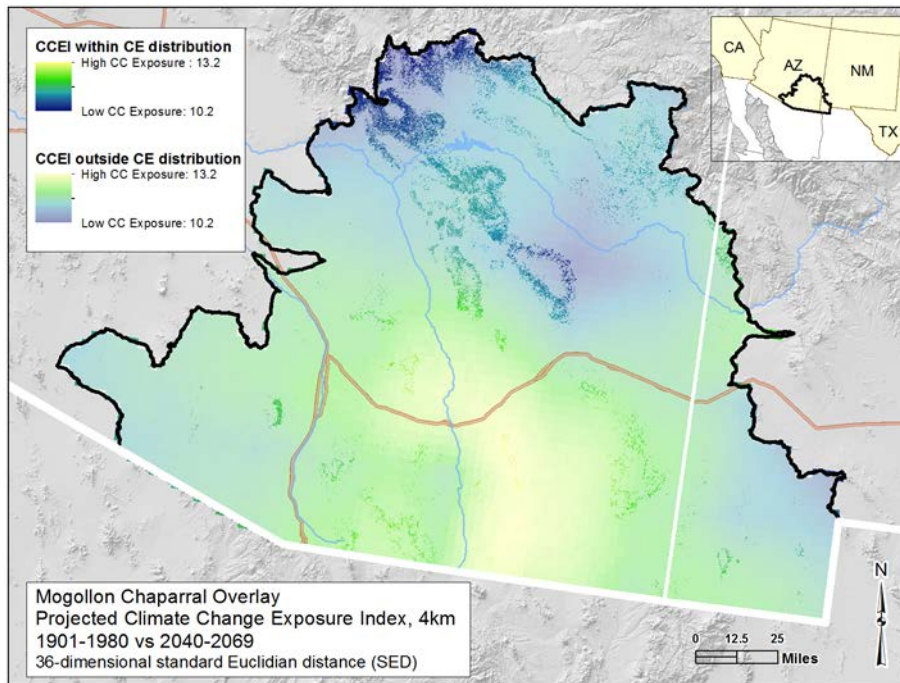 CCEI within CE distribution
High CC Exposure : 13.2
Low CC Exposure: 10.2
CCEI outside CE distribution
High CC Exposure: 13.2
Low CC Exposure: 10.2
CA
AZ
NM
TX
Mogollon Chaparral Overlay
Projected Climate Change Exposure Index, 4km
1901-1980 vs 2040-2069
36-dimensional standard Euclidian distance (SED)
N
0 12.5 25
Miles